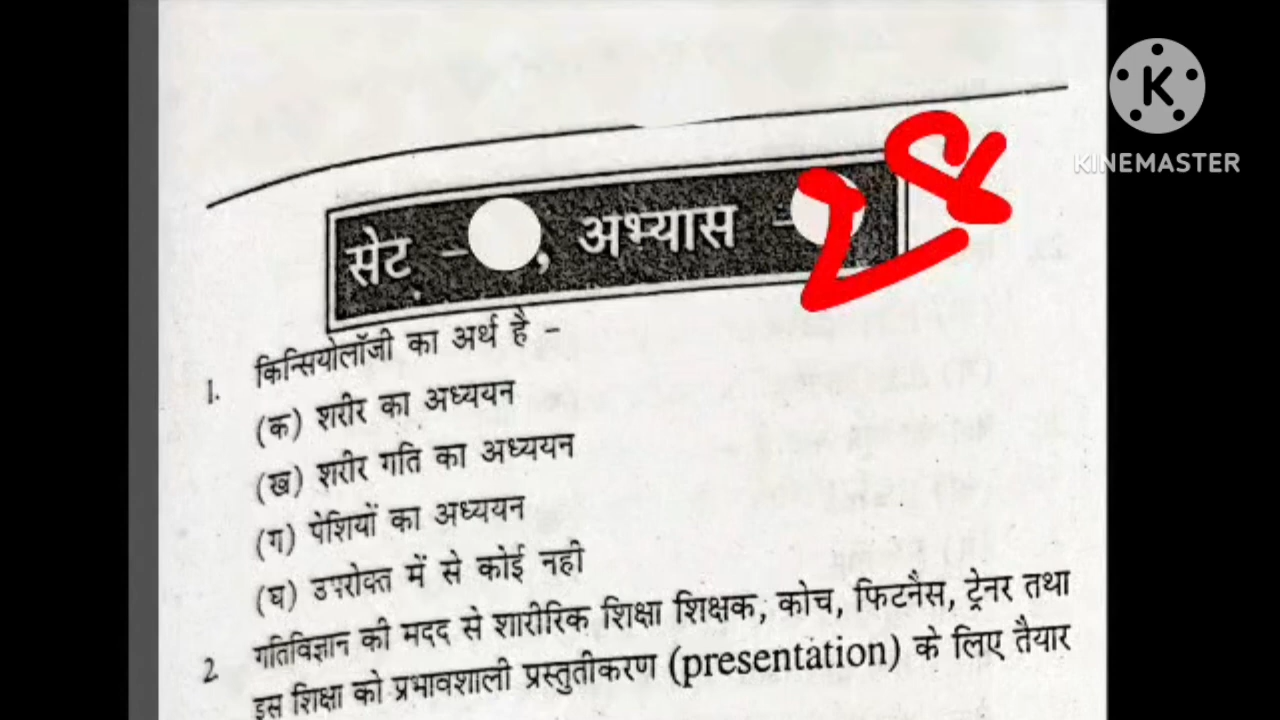 KINEMASTER
सेट - , अभ्यास -
1. किन्सियोलॉजी का अर्थ है -
(क) शरीर का अध्ययन
(ख) शरीर गति का अध्ययन
(ग) पेशियों का अध्ययन
(घ) उपरोक्त में से कोई नही
2 गतिविज्ञान की मदद से शारीरिक शिक्षा शिक्षक, कोच, फिटनैस, ट्रेनर तथा
इस शिक्षा को प्रभावशाली प्रस्तुतीकरण (presentation) के लिए तैयार